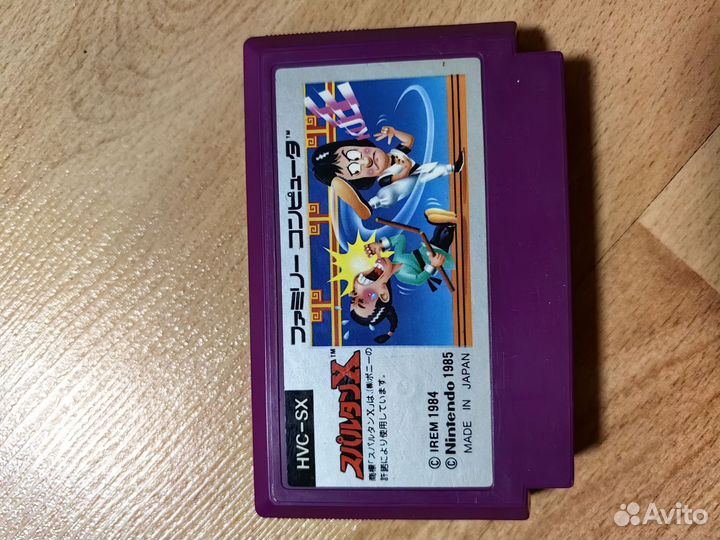 HVC-SX
スパルタンX™
商標「スパルタンX」は、㈱ポニーの
許諾により使用しています。
ファミリー コンピュータ™
© IREM 1984
© Nintendo 1985
MADE IN JAPAN
Avito